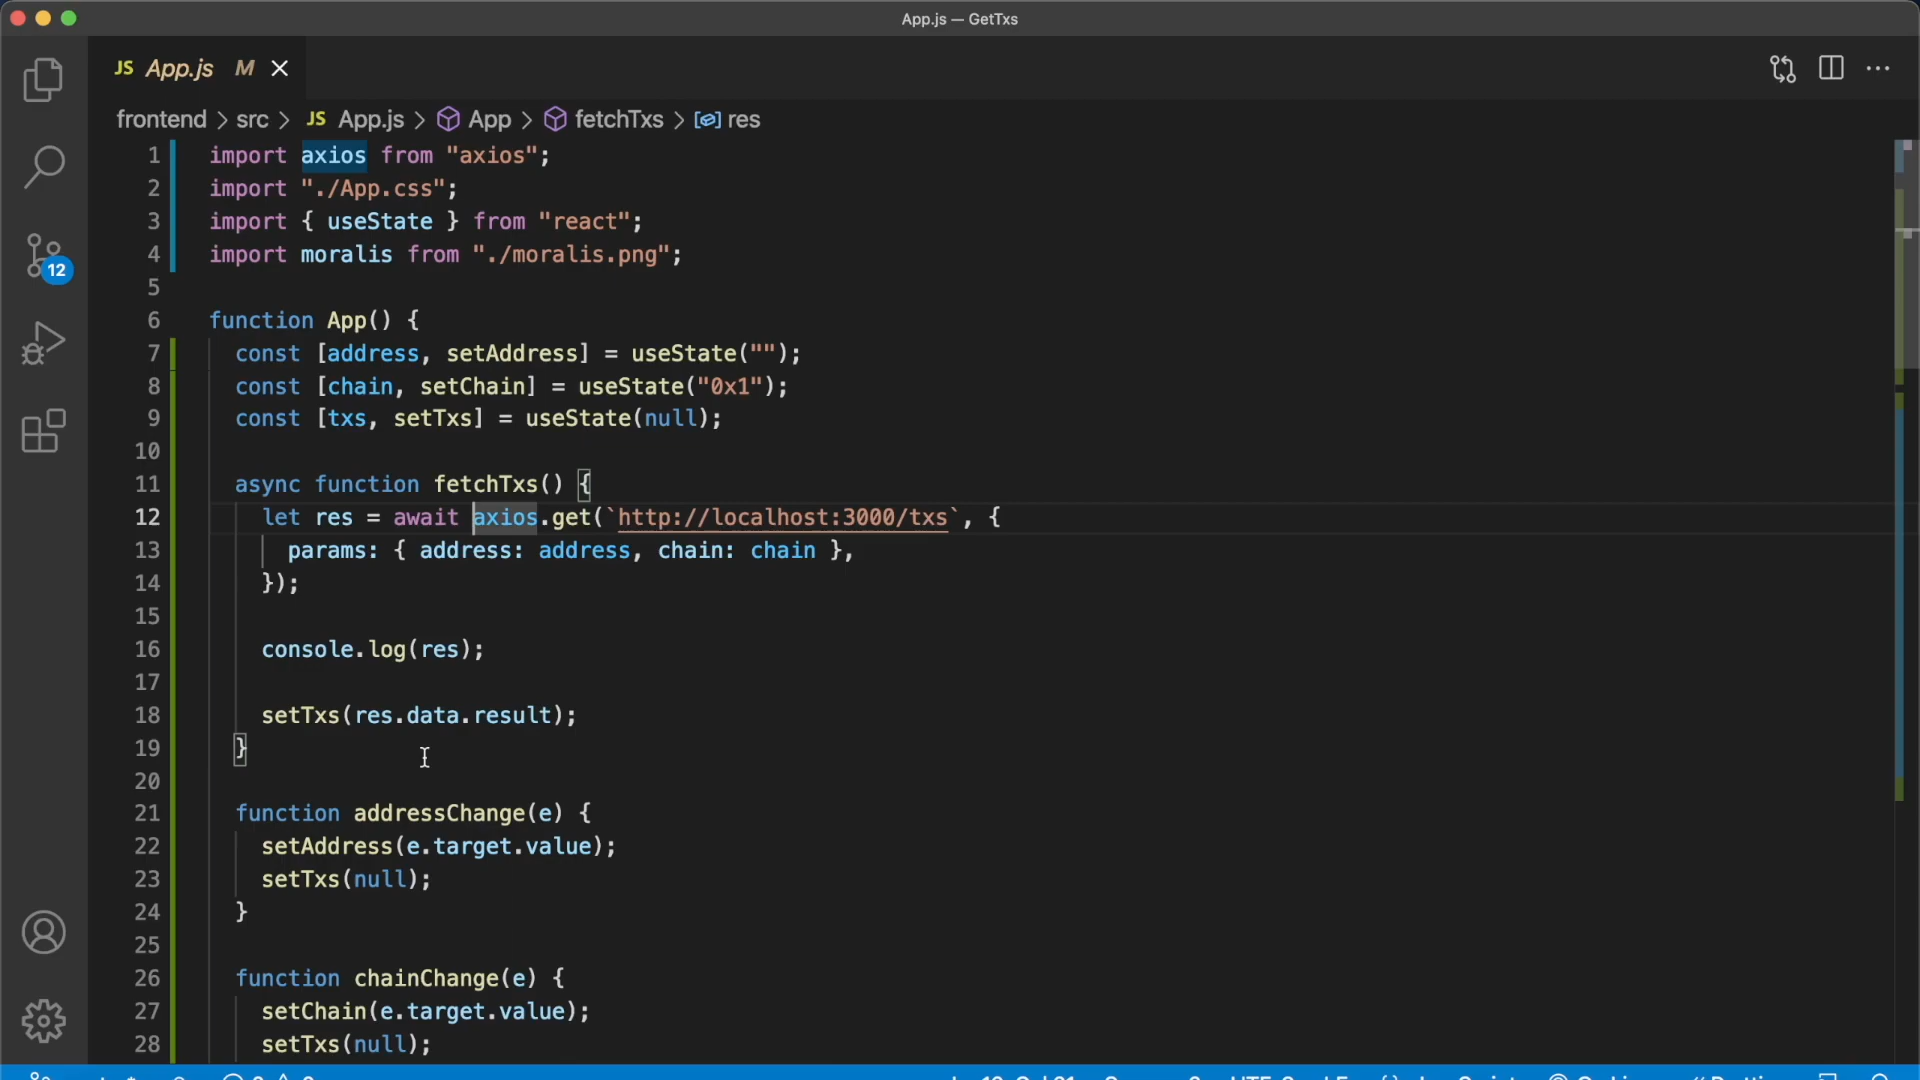 App.js — GetTxs
JS App.js M
frontend > src > JS App.js > App > fetchTxs > res
1 import axios from "axios";
2 import "./App.css";
3 import { useState } from "react";
4 import moralis from "./moralis.png";
5
6 function App() {
7 const [address, setAddress] = useState("");
8 const [chain, setChain] = useState("0x1");
9 const [txs, setTxs] = useState(null);
10
11 async function fetchTxs() {
12 let res = await axios.get(`http://localhost:3000/txs`, {
13 params: { address: address, chain: chain },
14 });
15
16 console.log(res);
17
18 setTxs(res.data.result);
19 }
20
21 function addressChange(e) {
22 setAddress(e.target.value);
23 setTxs(null);
24 }
25
26 function chainChange(e) {
27 setChain(e.target.value);
28 setTxs(null);
12